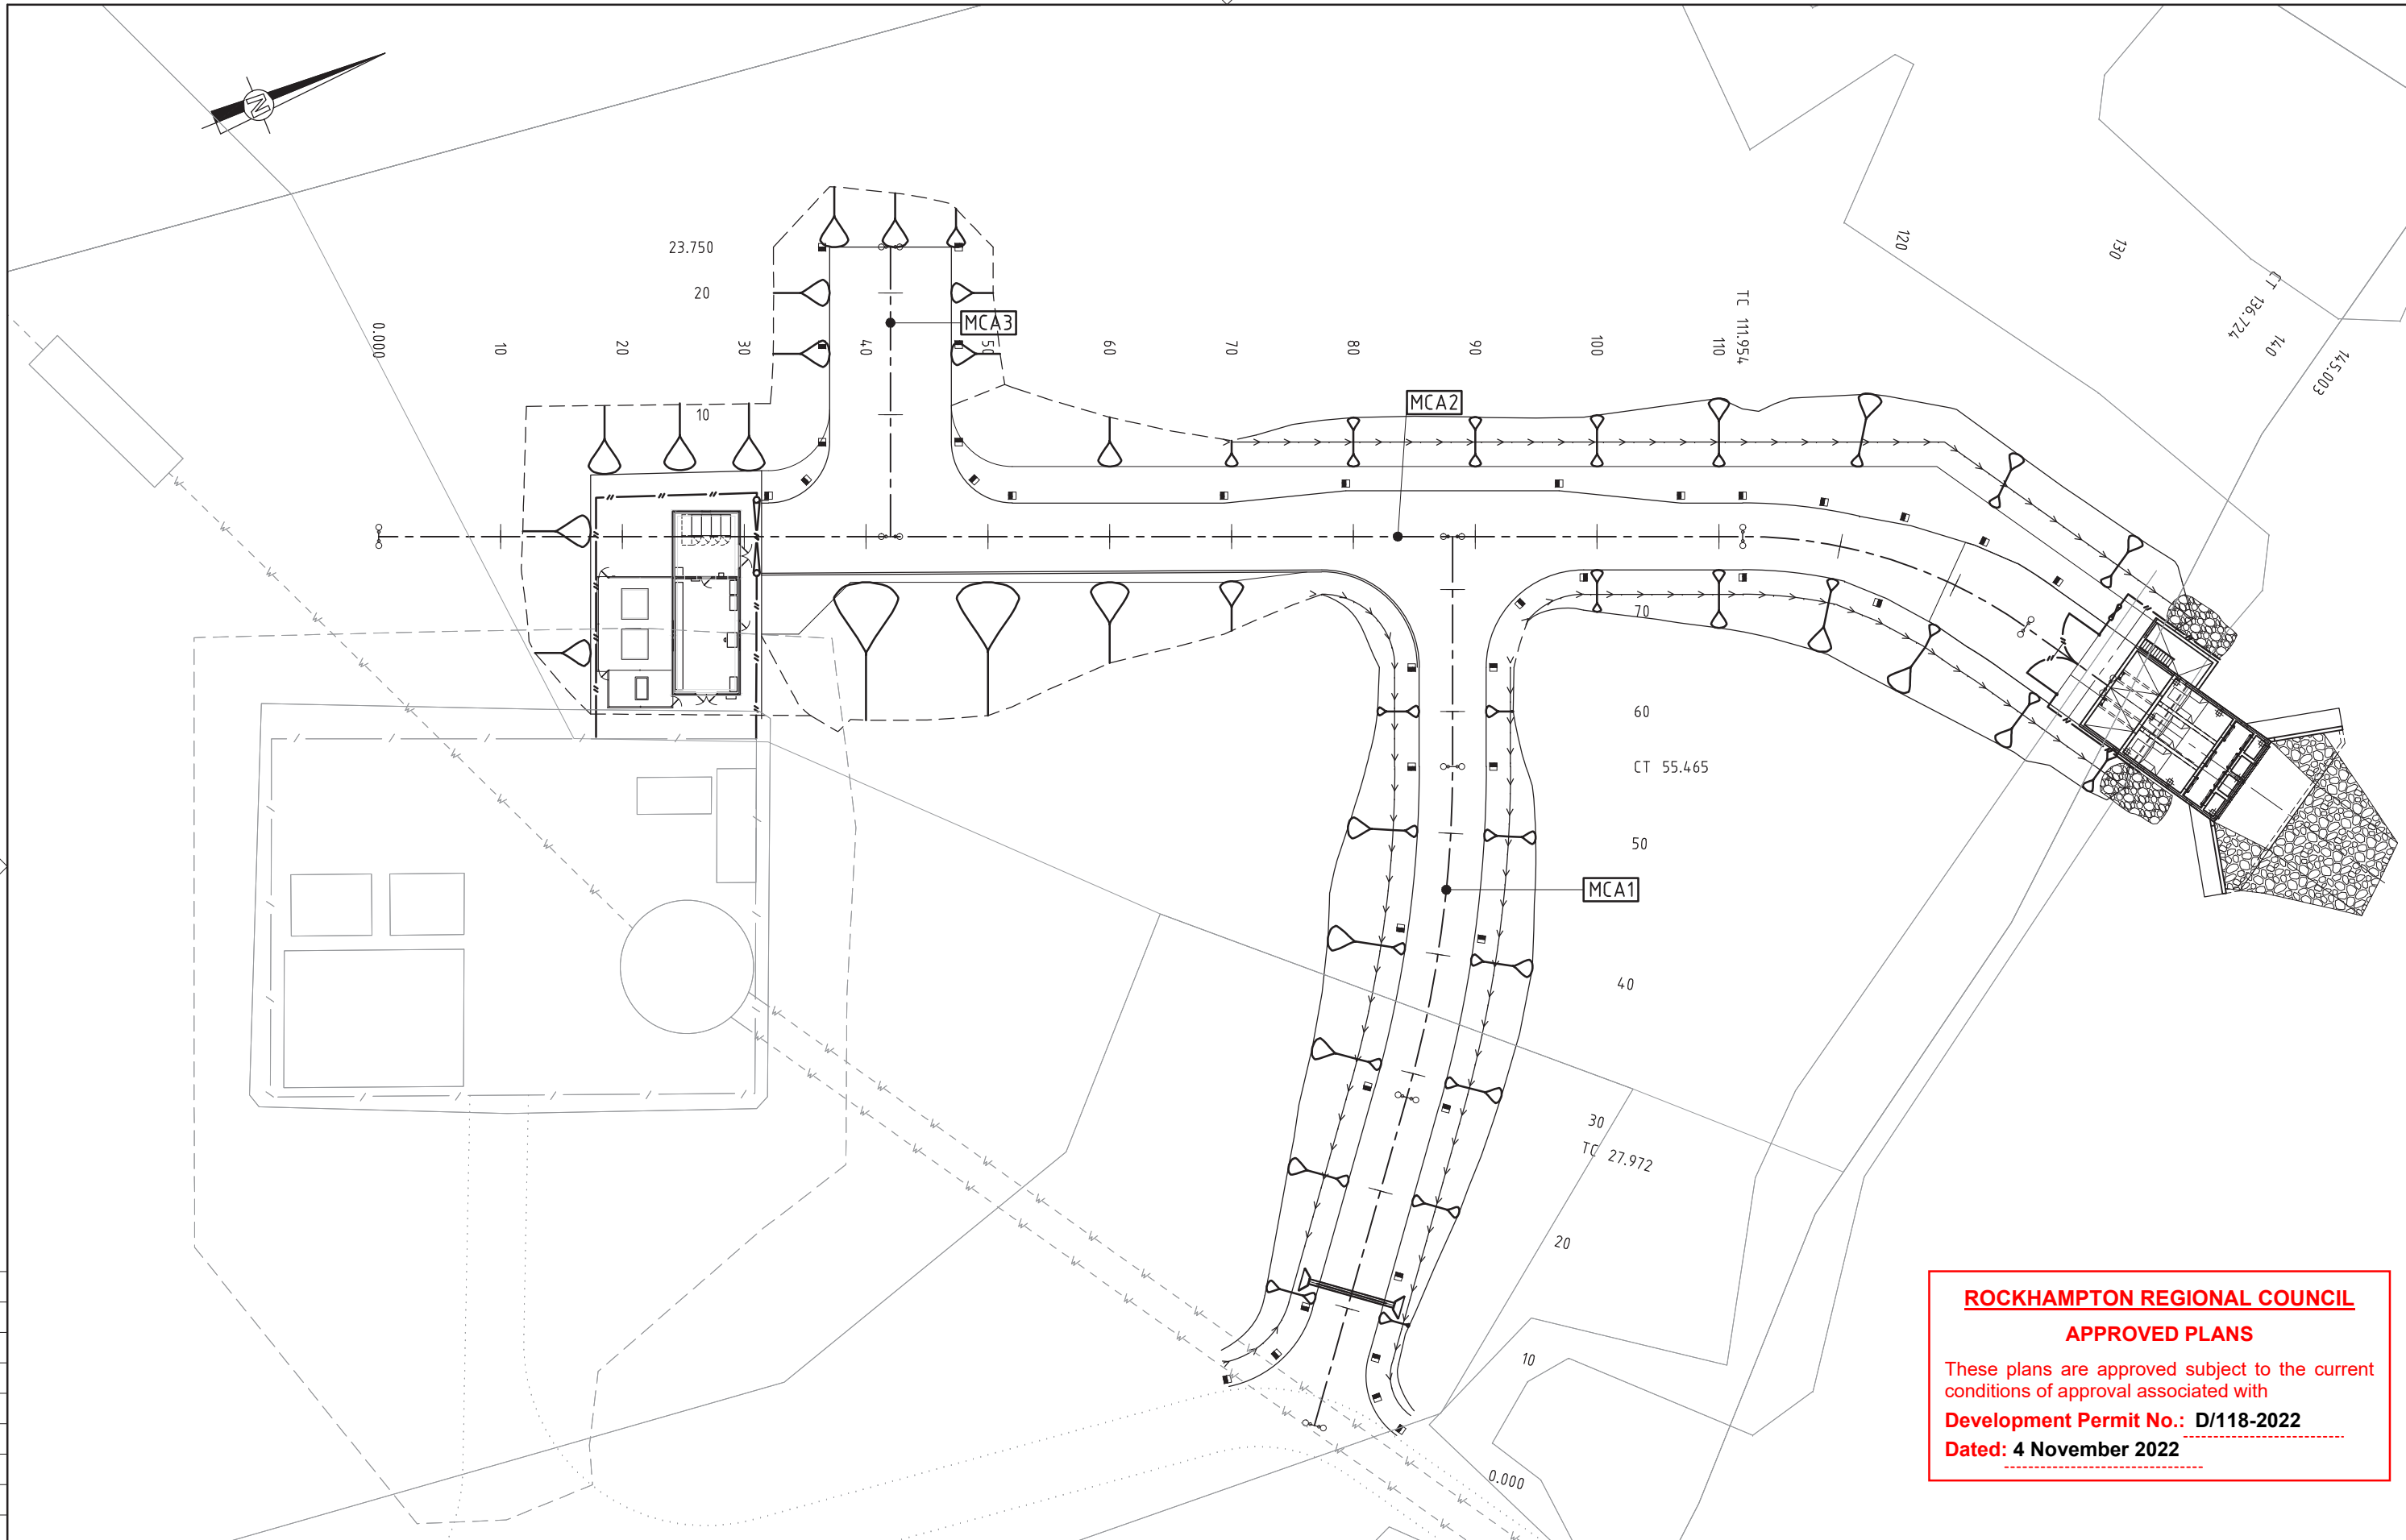 N
23.750
20
10
MCA3
0.000
10
20
30
40
50
60
70
80
90
100
110
TC 111.954
120
130
CT 136.724
140
145.003
MCA2
70
60
CT 55.465
50
MCA1
40
30
TC 27.972
20
10
0.000
ROCKHAMPTON REGIONAL COUNCIL
APPROVED PLANS
These plans are approved subject to the current
conditions of approval associated with
Development Permit No.: D/118-2022
Dated: 4 November 2022